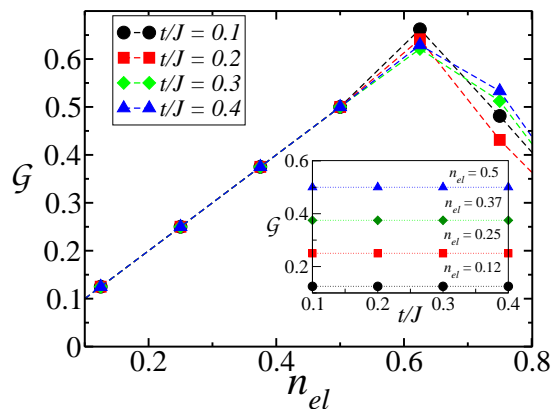 t/J = 0.1
t/J = 0.2
t/J = 0.3
t/J = 0.4
0.6
0.5
0.4
0.3
0.2
0.1
0
𝒢
0.2 0.4 0.6 0.8
n_el
0.6
0.4
0.2
𝒢
n_el = 0.5
n_el = 0.37
n_el = 0.25
n_el = 0.12
0.1 0.2 0.3 0.4
t/J